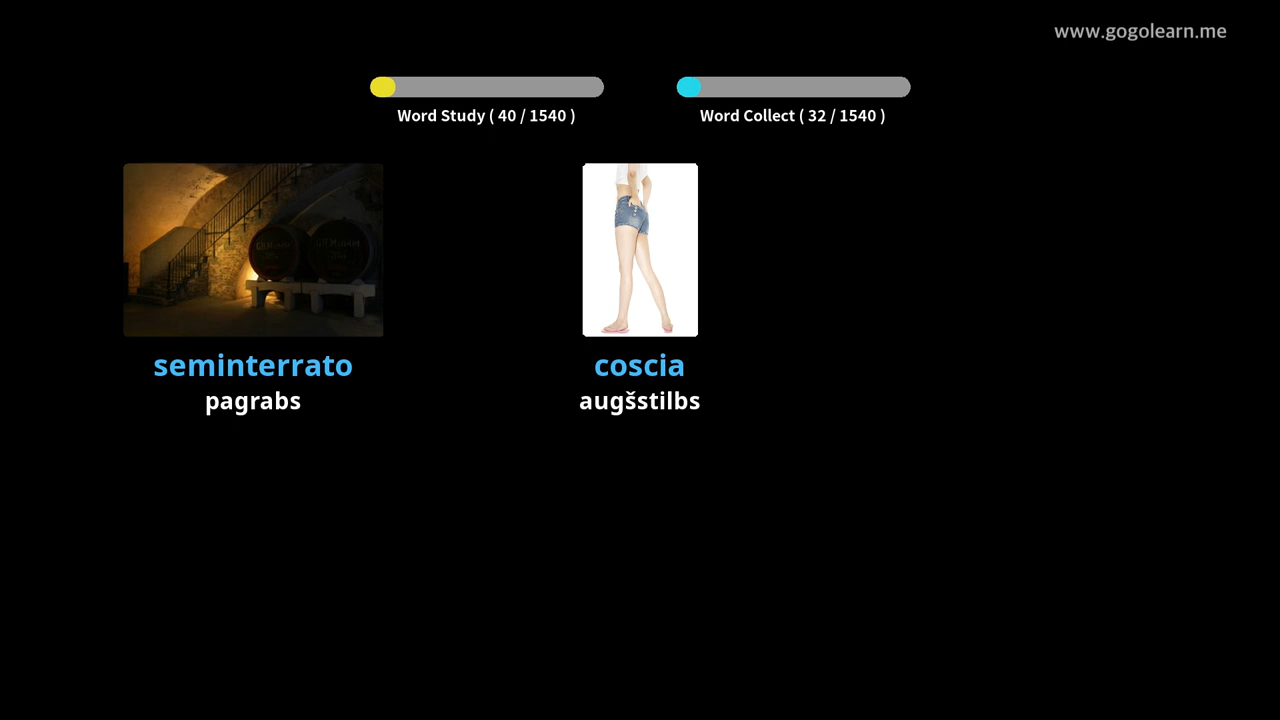 www.gogolearn.me
Word Study ( 40 / 1540 )
Word Collect ( 32 / 1540 )
seminterrato
pagrabs
coscia
augšstilbs